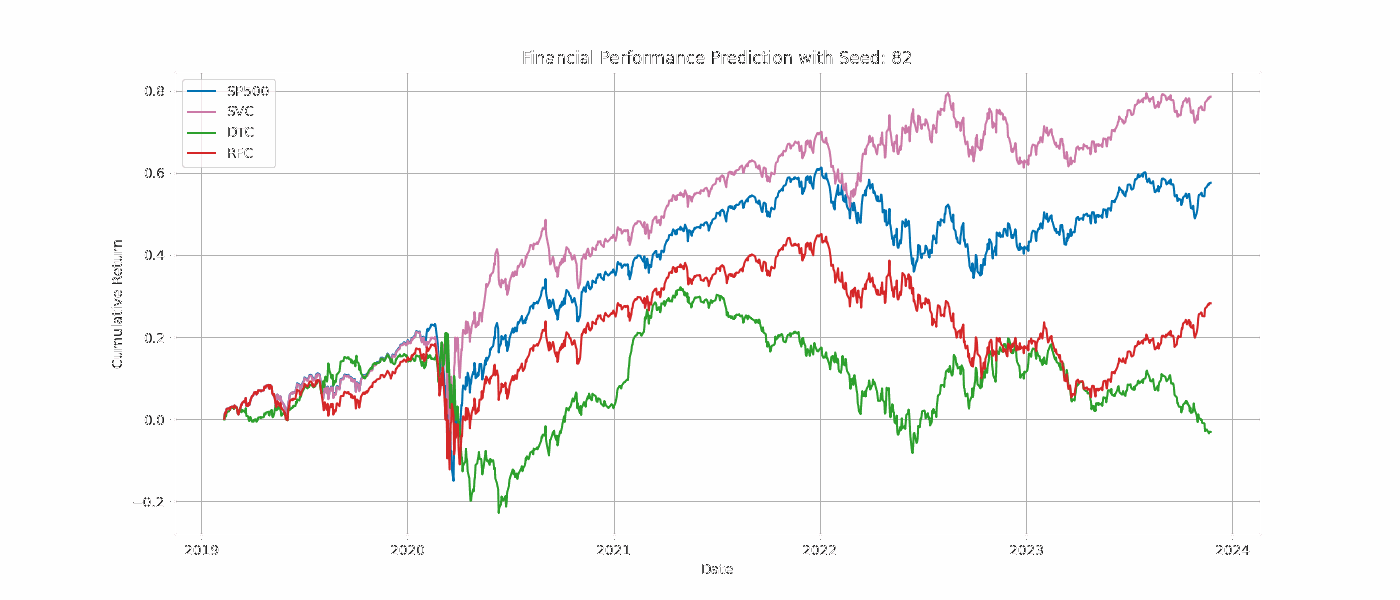 Financial Performance Prediction with Seed: 82
SP500
SVC
DTC
RFC
0.8
0.6
0.4
0.2
0.0
−0.2
Cumulative Return
2019 2020 2021 2022 2023 2024
Date